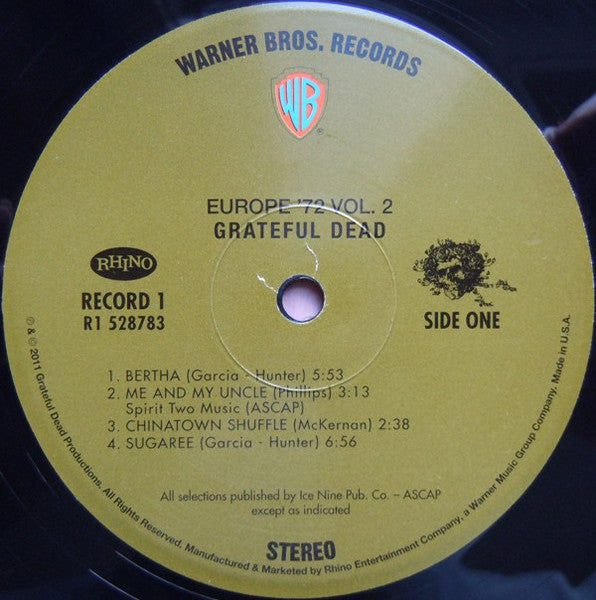 WARNER BROS. RECORDS
WB
®
EUROPE '72 VOL. 2
GRATEFUL DEAD
RHINO
RECORD 1
R1 528783
SIDE ONE
1. BERTHA (Garcia - Hunter) 5:53
2. ME AND MY UNCLE (Phillips) 3:13
Spirit Two Music (ASCAP)
3. CHINATOWN SHUFFLE (McKernan) 2:38
4. SUGAREE (Garcia - Hunter) 6:56
All selections published by Ice Nine Pub. Co. – ASCAP
except as indicated
STEREO
℗ & © 2011 Grateful Dead Productions. All Rights Reserved. Manufactured & Marketed by Rhino Entertainment Company, a Warner Music Group Company. Made in U.S.A.